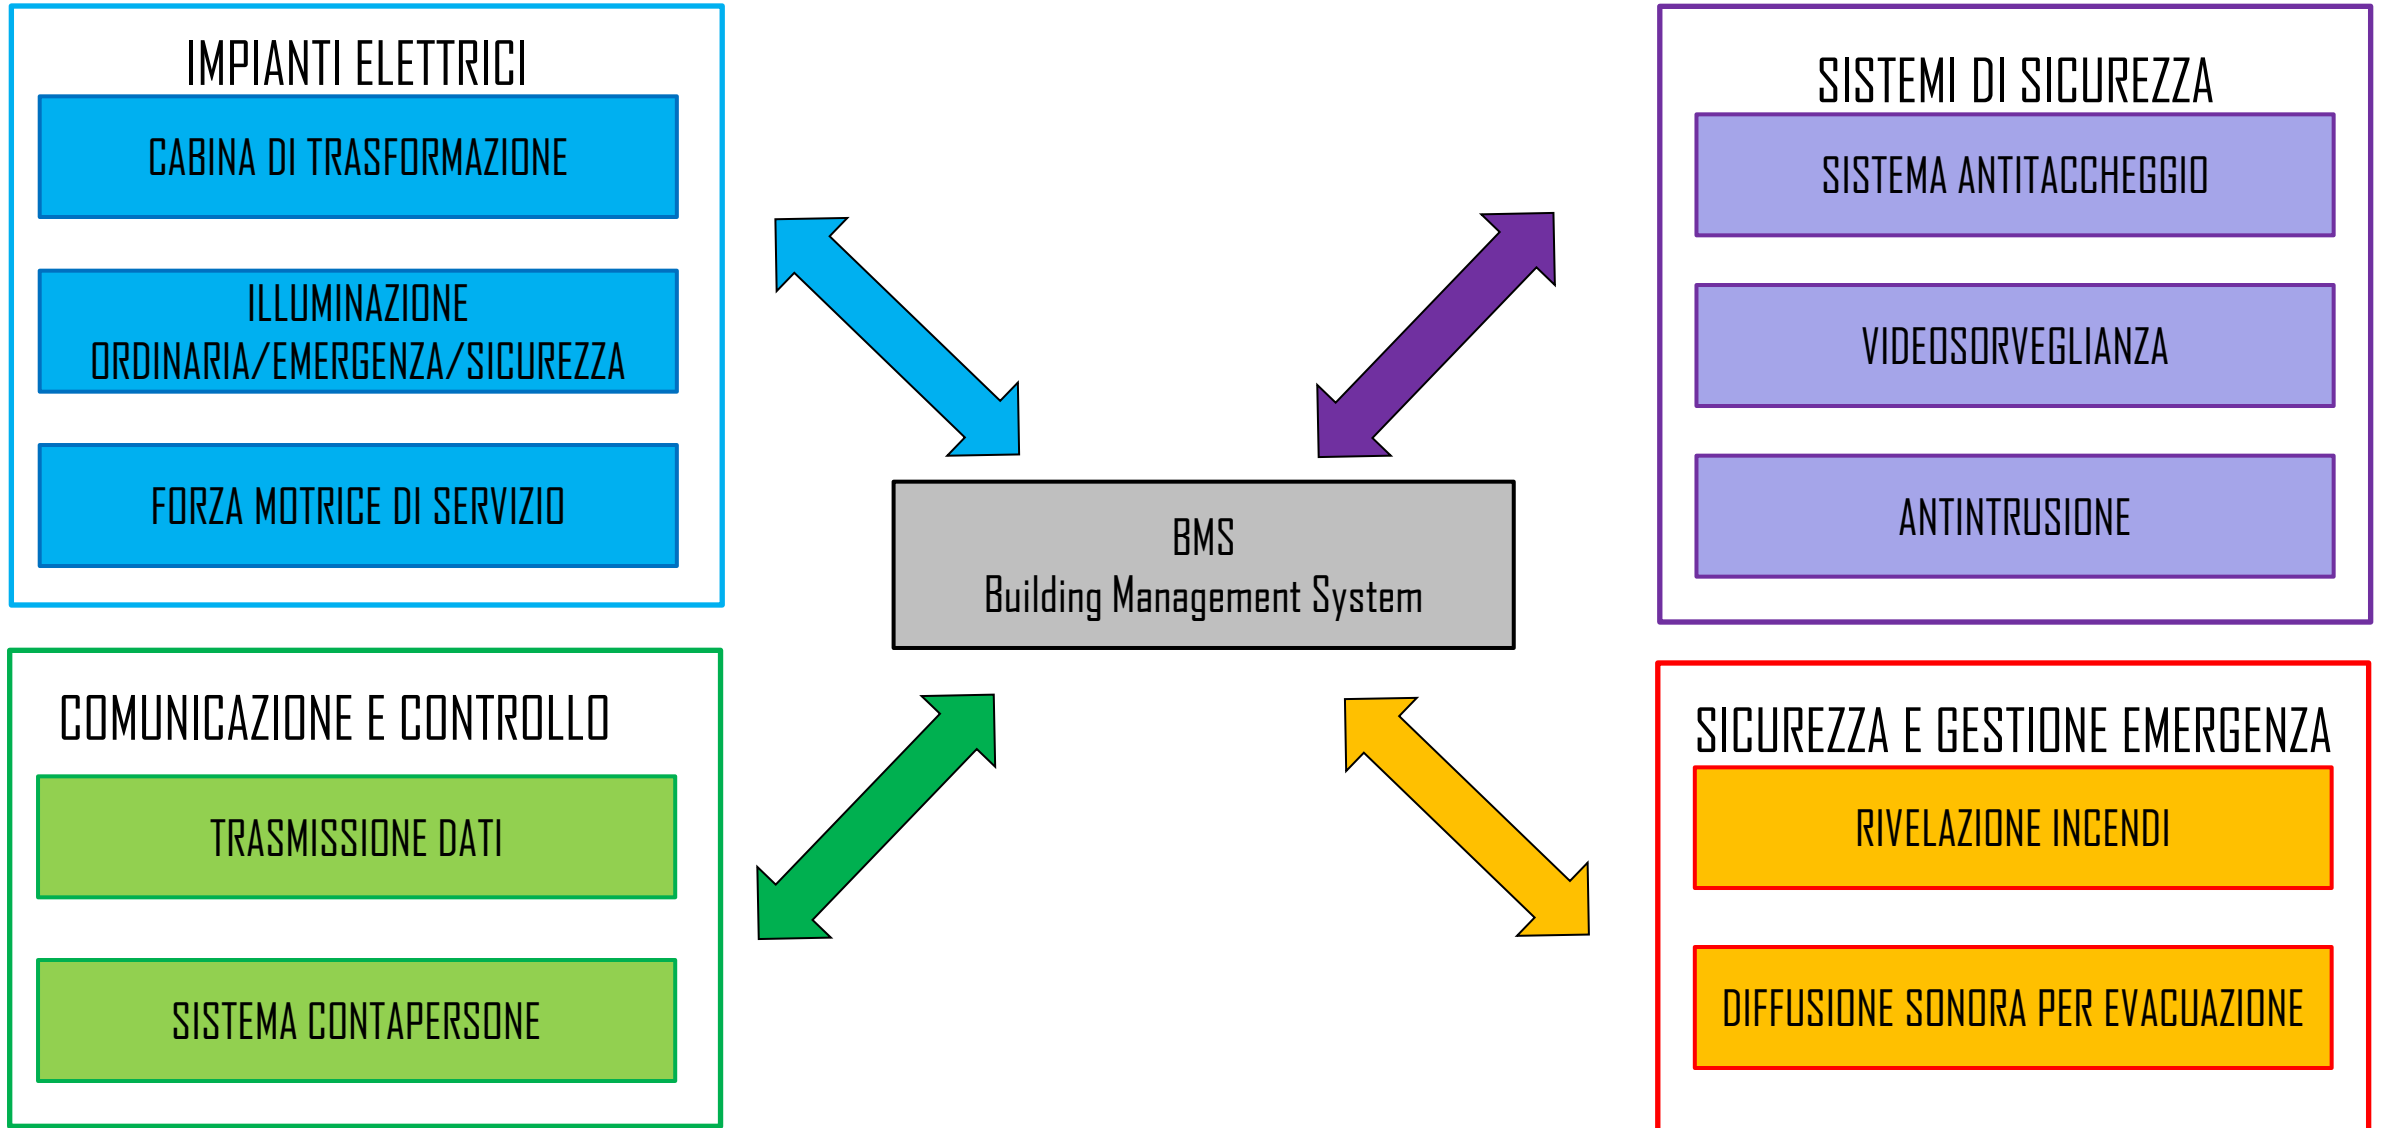 IMPIANTI ELETTRICI
CABINA DI TRASFORMAZIONE
ILLUMINAZIONE
ORDINARIA/EMERGENZA/SICUREZZA
FORZA MOTRICE DI SERVIZIO
SISTEMI DI SICUREZZA
SISTEMA ANTITACCHEGGIO
VIDEOSORVEGLIANZA
ANTINTRUSIONE
BMS
Building Management System
COMUNICAZIONE E CONTROLLO
TRASMISSIONE DATI
SISTEMA CONTAPERSONE
SICUREZZA E GESTIONE EMERGENZA
RIVELAZIONE INCENDI
DIFFUSIONE SONORA PER EVACUAZIONE